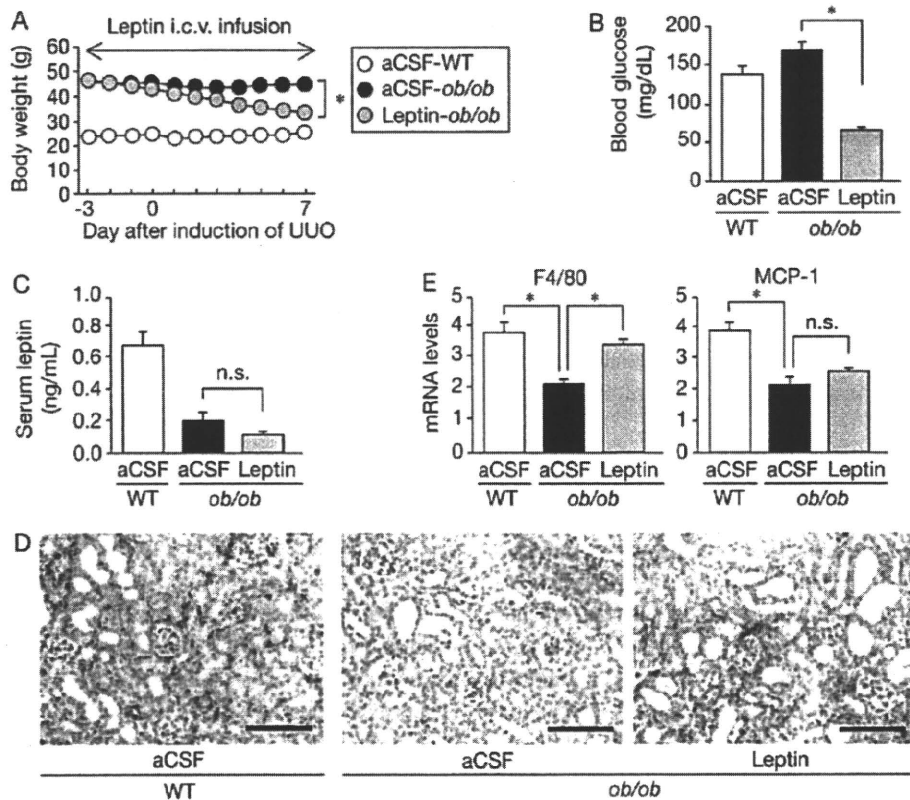 A
Leptin i.c.v. infusion
Body weight (g)
60
50
40
30
20
10
0
-3
0
7
Day after induction of UUO
*
aCSF-WT
aCSF-ob/ob
Leptin-ob/ob
B
Blood glucose
(mg/dL)
200
150
100
50
0
*
aCSF aCSF Leptin
WT ob/ob
C
Serum leptin
(ng/mL)
1.0
0.8
0.6
0.4
0.2
0.0
n.s.
aCSF aCSF Leptin
WT ob/ob
E
F4/80
mRNA levels
5
4
3
2
1
0
* *
aCSF aCSF Leptin
WT ob/ob
MCP-1
5
4
3
2
1
0
*
n.s.
aCSF aCSF Leptin
WT ob/ob
D
aCSF aCSF Leptin
WT ob/ob